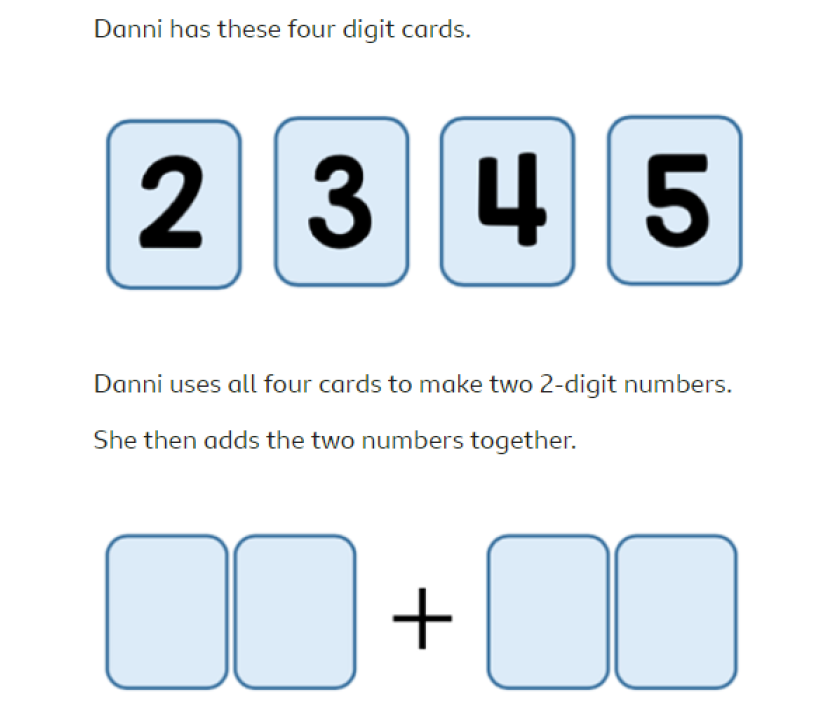 Danni has these four digit cards.
2 3 4 5
Danni uses all four cards to make two 2-digit numbers.
She then adds the two numbers together.
+